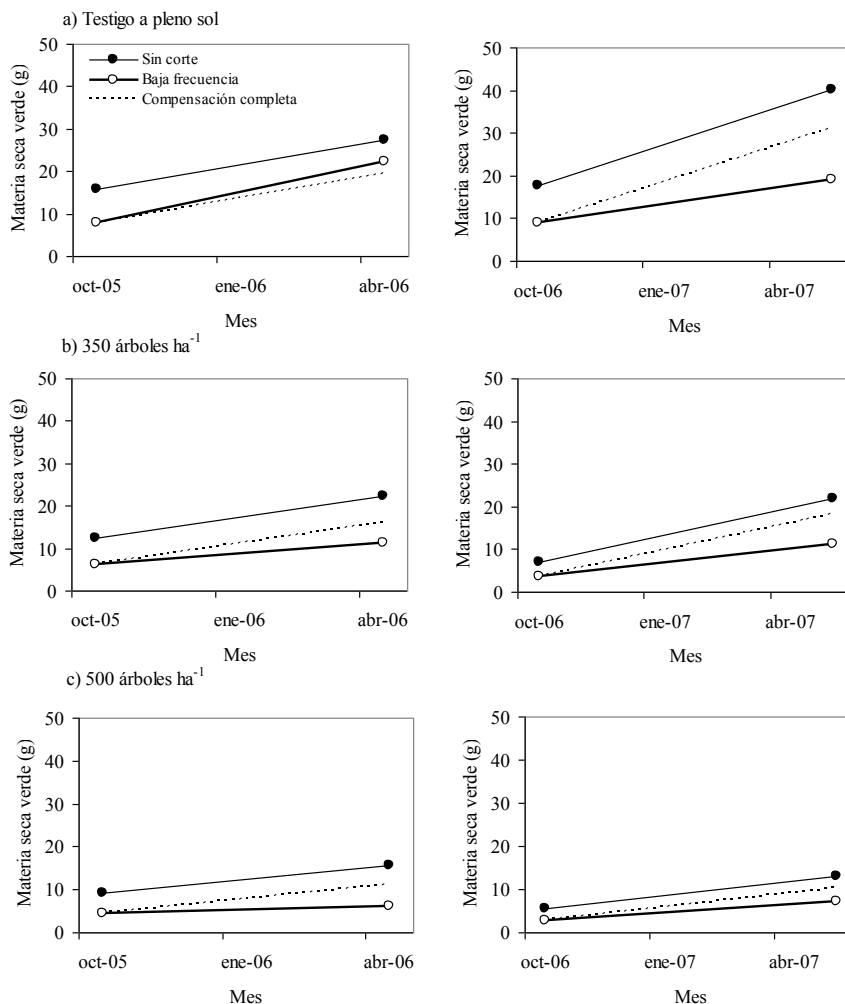 a) Testigo a pleno sol
Materia seca verde (g)
50
40
30
20
10
0
Sin corte
Baja frecuencia
Compensación completa
oct-05 ene-06 abr-06
Mes
Materia seca verde (g)
50
40
30
20
10
0
oct-06 ene-07 abr-07
Mes
b) 350 árboles ha⁻¹
Materia seca verde (g)
50
40
30
20
10
0
oct-05 ene-06 abr-06
Mes
Materia seca verde (g)
50
40
30
20
10
0
oct-06 ene-07 abr-07
Mes
c) 500 árboles ha⁻¹
Materia seca verde (g)
50
40
30
20
10
0
oct-05 ene-06 abr-06
Mes
Materia seca verde (g)
50
40
30
20
10
0
oct-06 ene-07 abr-07
Mes